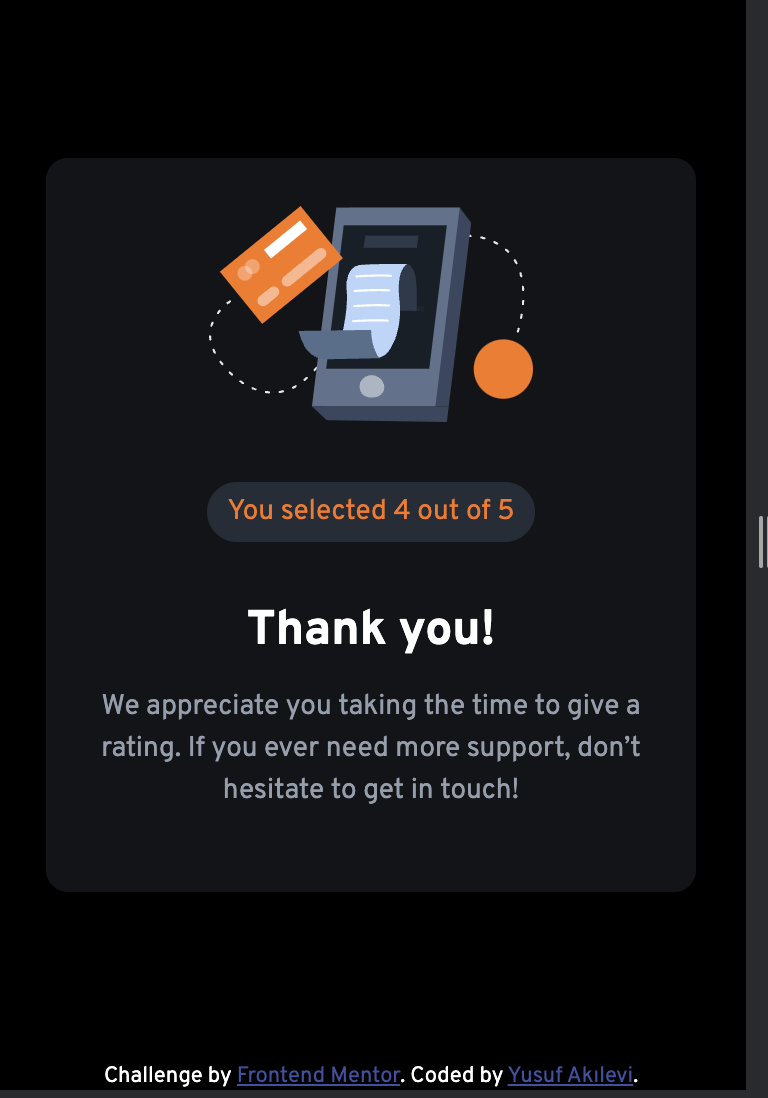 You selected 4 out of 5
Thank you!
We appreciate you taking the time to give a
rating. If you ever need more support, don’t
hesitate to get in touch!
Challenge by Frontend Mentor. Coded by Yusuf Akılevi.